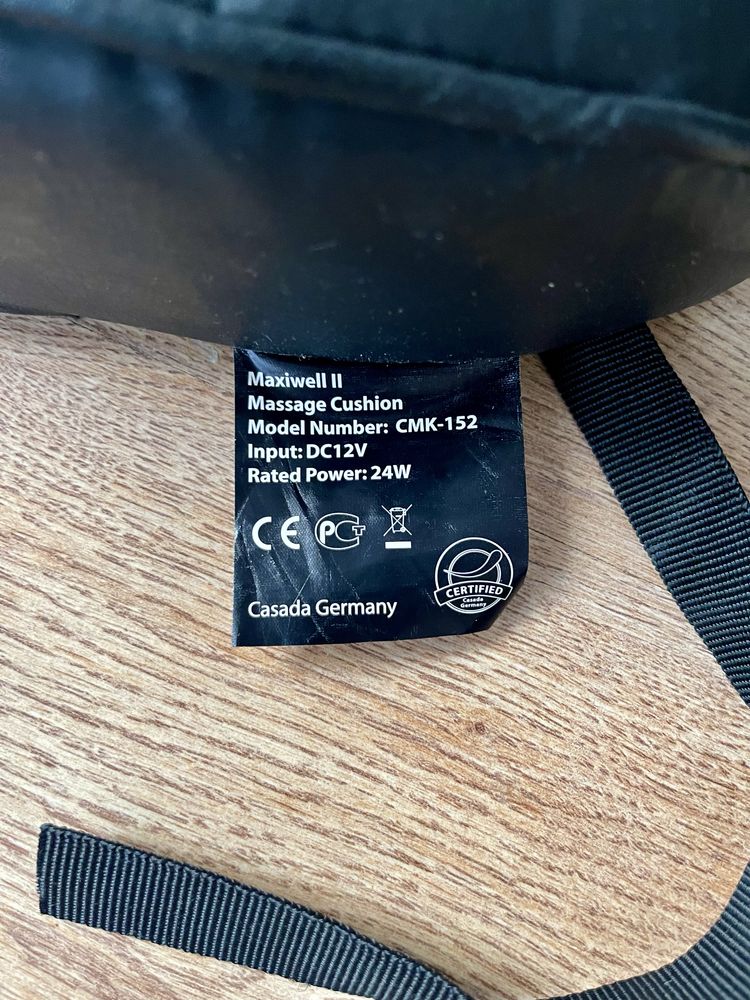 Maxiwell II
Massage Cushion
Model Number: CMK-152
Input: DC12V
Rated Power: 24W
CE PCT
CERTIFIED
Casada
Germany
Casada Germany